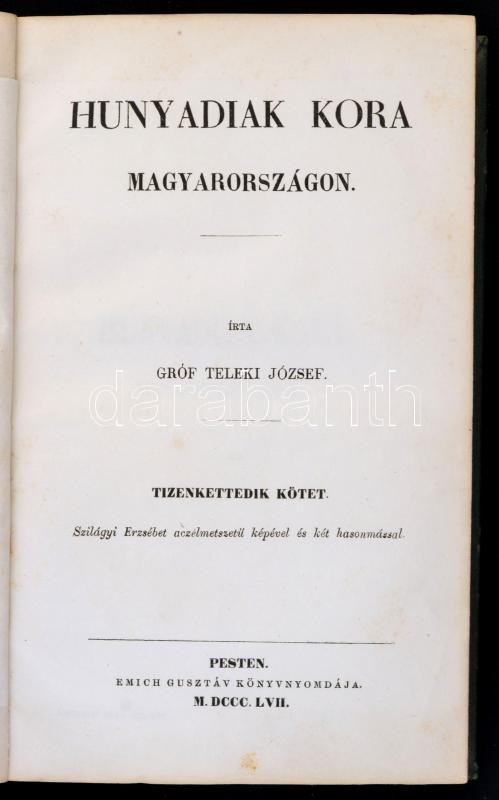 HUNYADIAK KORA
MAGYARORSZÁGON.
ÍRTA
GRÓF TELEKI JÓZSEF.
darabanth
TIZENKETTEDIK KÖTET.
Szilágyi Erzsébet aczélmetszetü képével és két hasonmással.
PESTEN.
EMICH GUSZTÁV KÖNYVNYOMDÁJA.
M. DCCC. LVII.